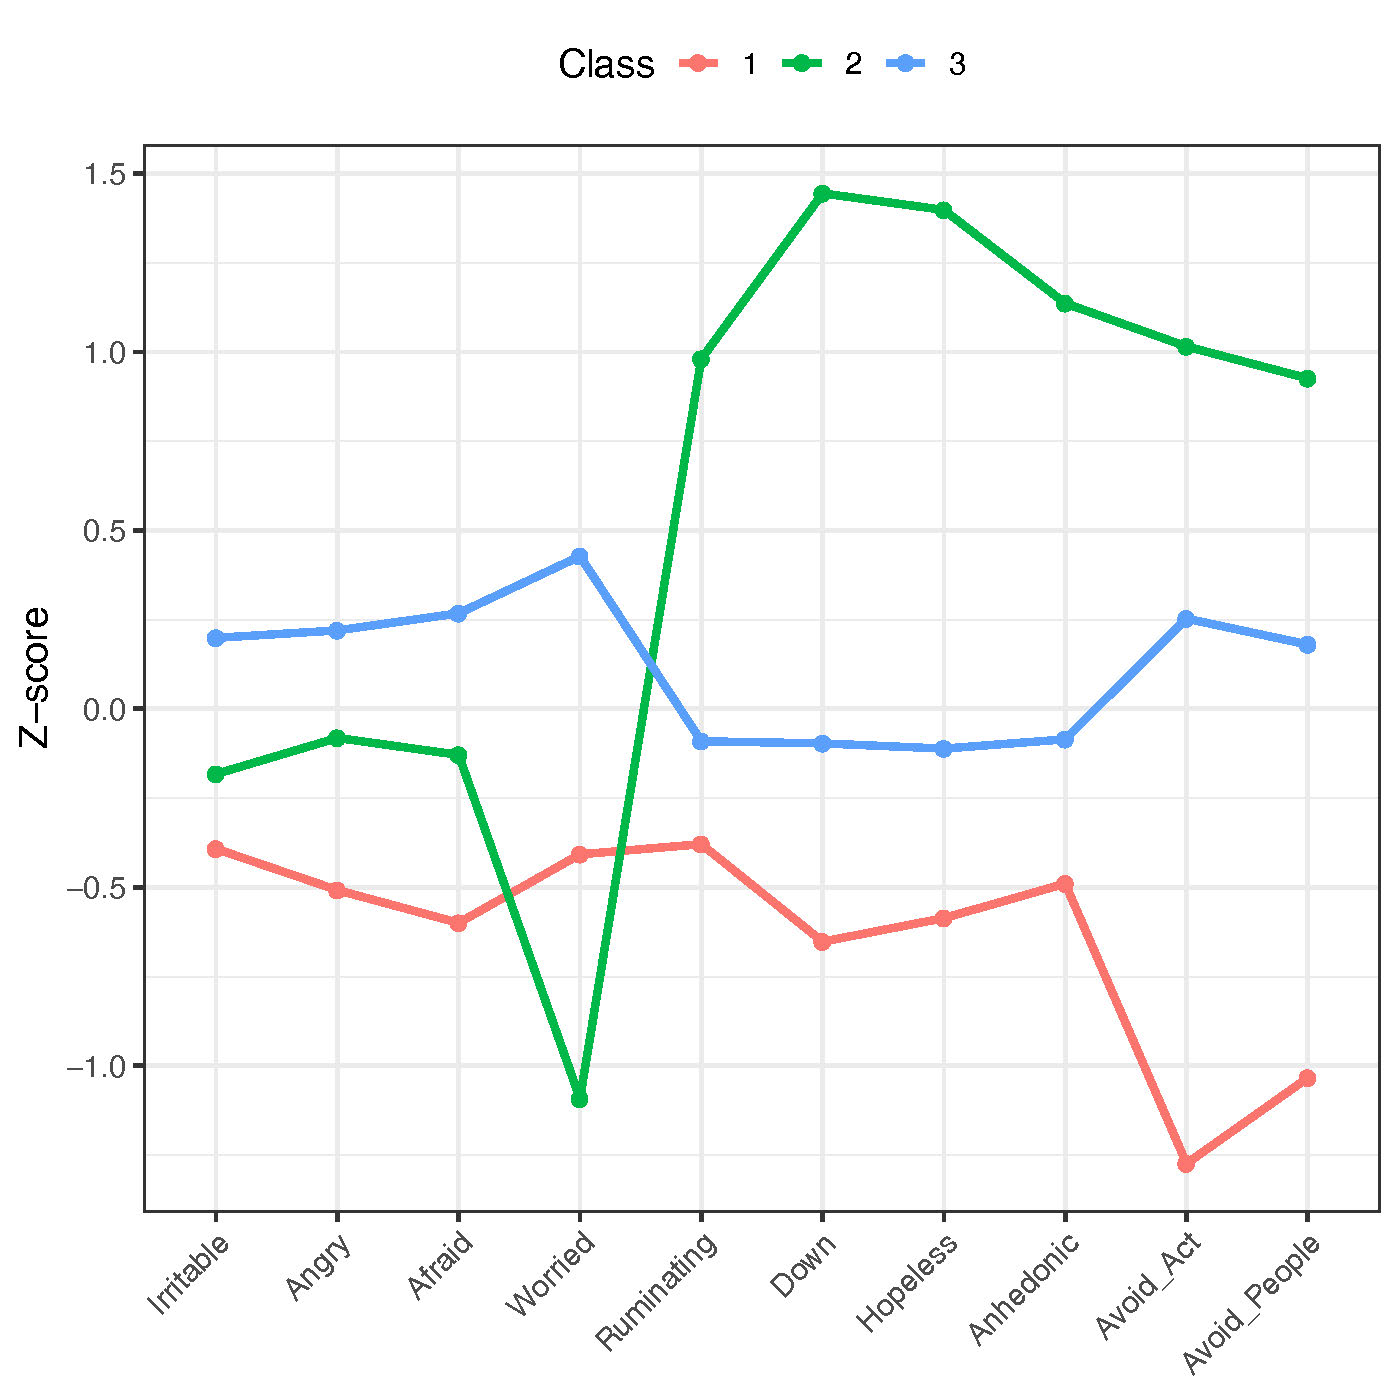 Class 1 2 3
Z−score
1.5
1.0
0.5
0.0
−0.5
−1.0
Irritable
Angry
Afraid
Worried
Ruminating
Down
Hopeless
Anhedonic
Avoid_Act
Avoid_People